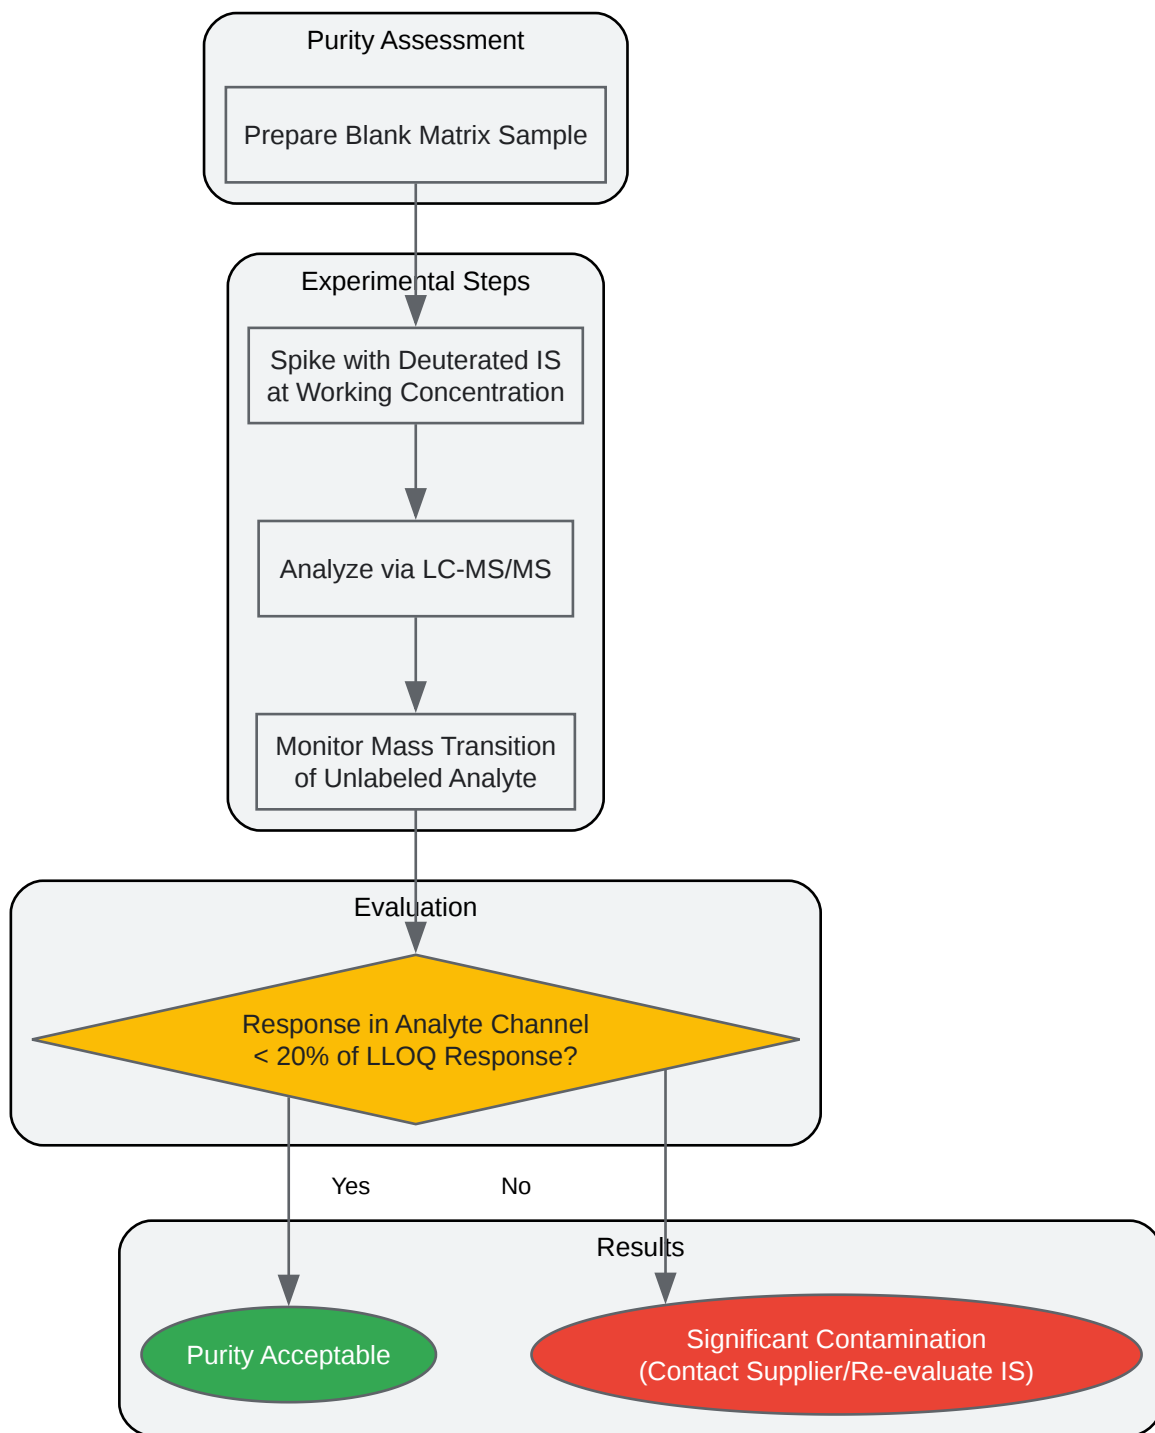 Purity Assessment
Prepare Blank Matrix Sample
Experimental Steps
Spike with Deuterated IS
at Working Concentration
Analyze via LC-MS/MS
Monitor Mass Transition
of Unlabeled Analyte
Evaluation
Response in Analyte Channel
< 20% of LLOQ Response?
Yes
No
Results
Purity Acceptable
Significant Contamination
(Contact Supplier/Re-evaluate IS)